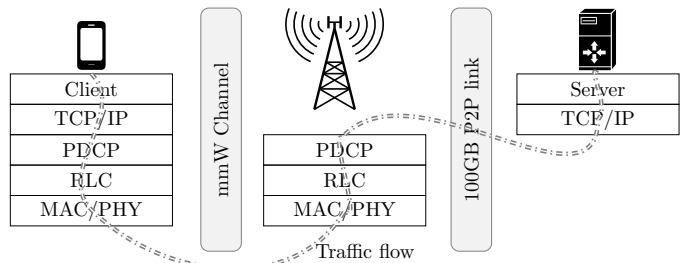 Client
TCP/IP
PDCP
RLC
MAC/PHY
mmW Channel
PDCP
RLC
MAC/PHY
100GB P2P link
Server
TCP/IP
Traffic flow